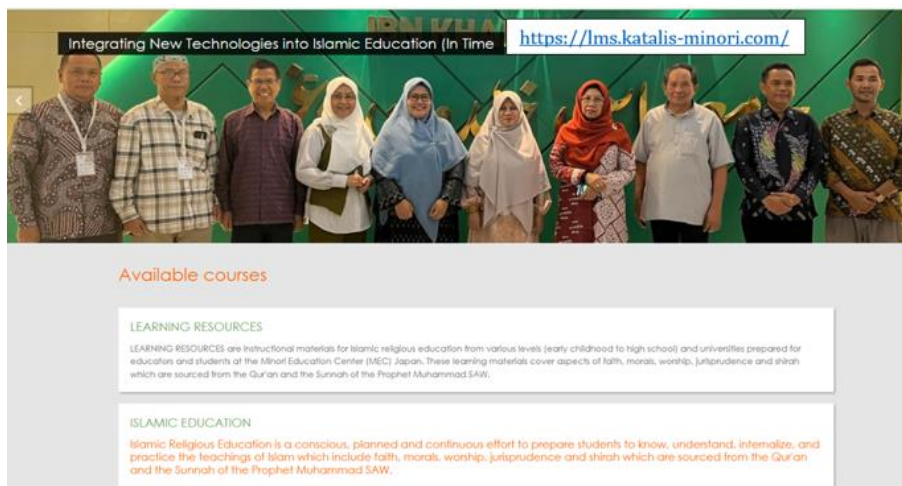 IBN KHA
Integrating New Technologies into Islamic Education (In Time
https://lms.katalis-minori.com/
Available courses
LEARNING RESOURCES
LEARNING RESOURCES are instructional materials for Islamic religious education from various levels (early childhood to high school) and universities prepared for
educators and students at the Minori Education Center (MEC) Japan. These learning materials cover aspects of faith, morals, worship, jurisprudence and shirah
which are sourced from the Qur'an and the Sunnah of the Prophet Muhammad SAW.
ISLAMIC EDUCATION
Islamic Religious Education is a conscious, planned and continuous effort to prepare students to know, understand, internalize, and
practice the teachings of Islam which include faith, morals, worship, jurisprudence and shirah which are sourced from the Qur'an
and the Sunnah of the Prophet Muhammad SAW.